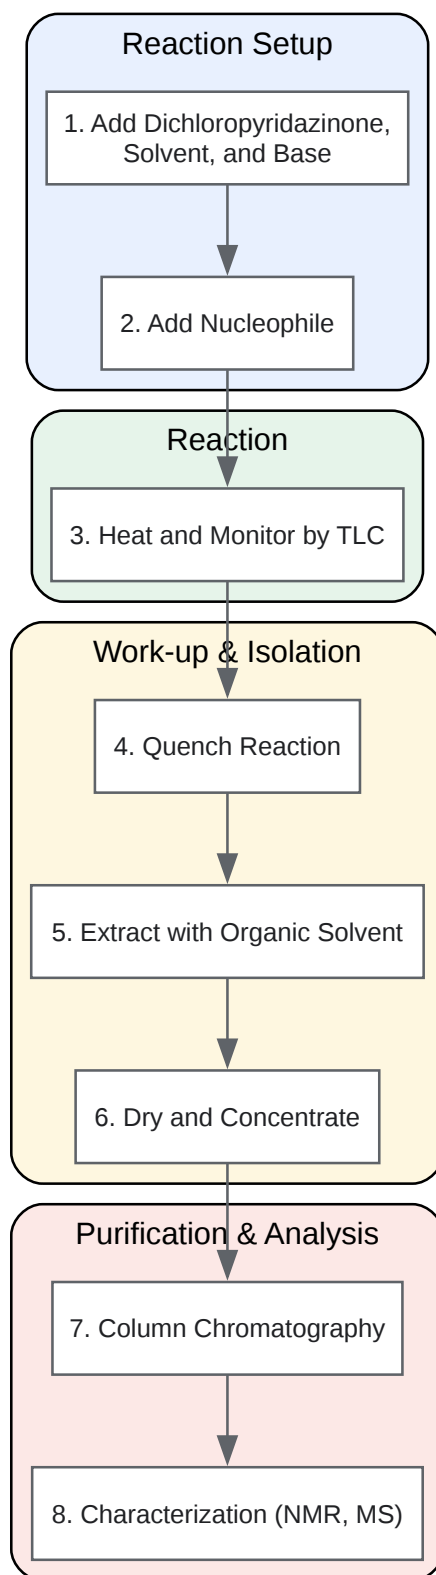 Reaction Setup
1. Add Dichloropyridazinone,
Solvent, and Base
2. Add Nucleophile
Reaction
3. Heat and Monitor by TLC
Work-up & Isolation
4. Quench Reaction
5. Extract with Organic Solvent
6. Dry and Concentrate
Purification & Analysis
7. Column Chromatography
8. Characterization (NMR, MS)